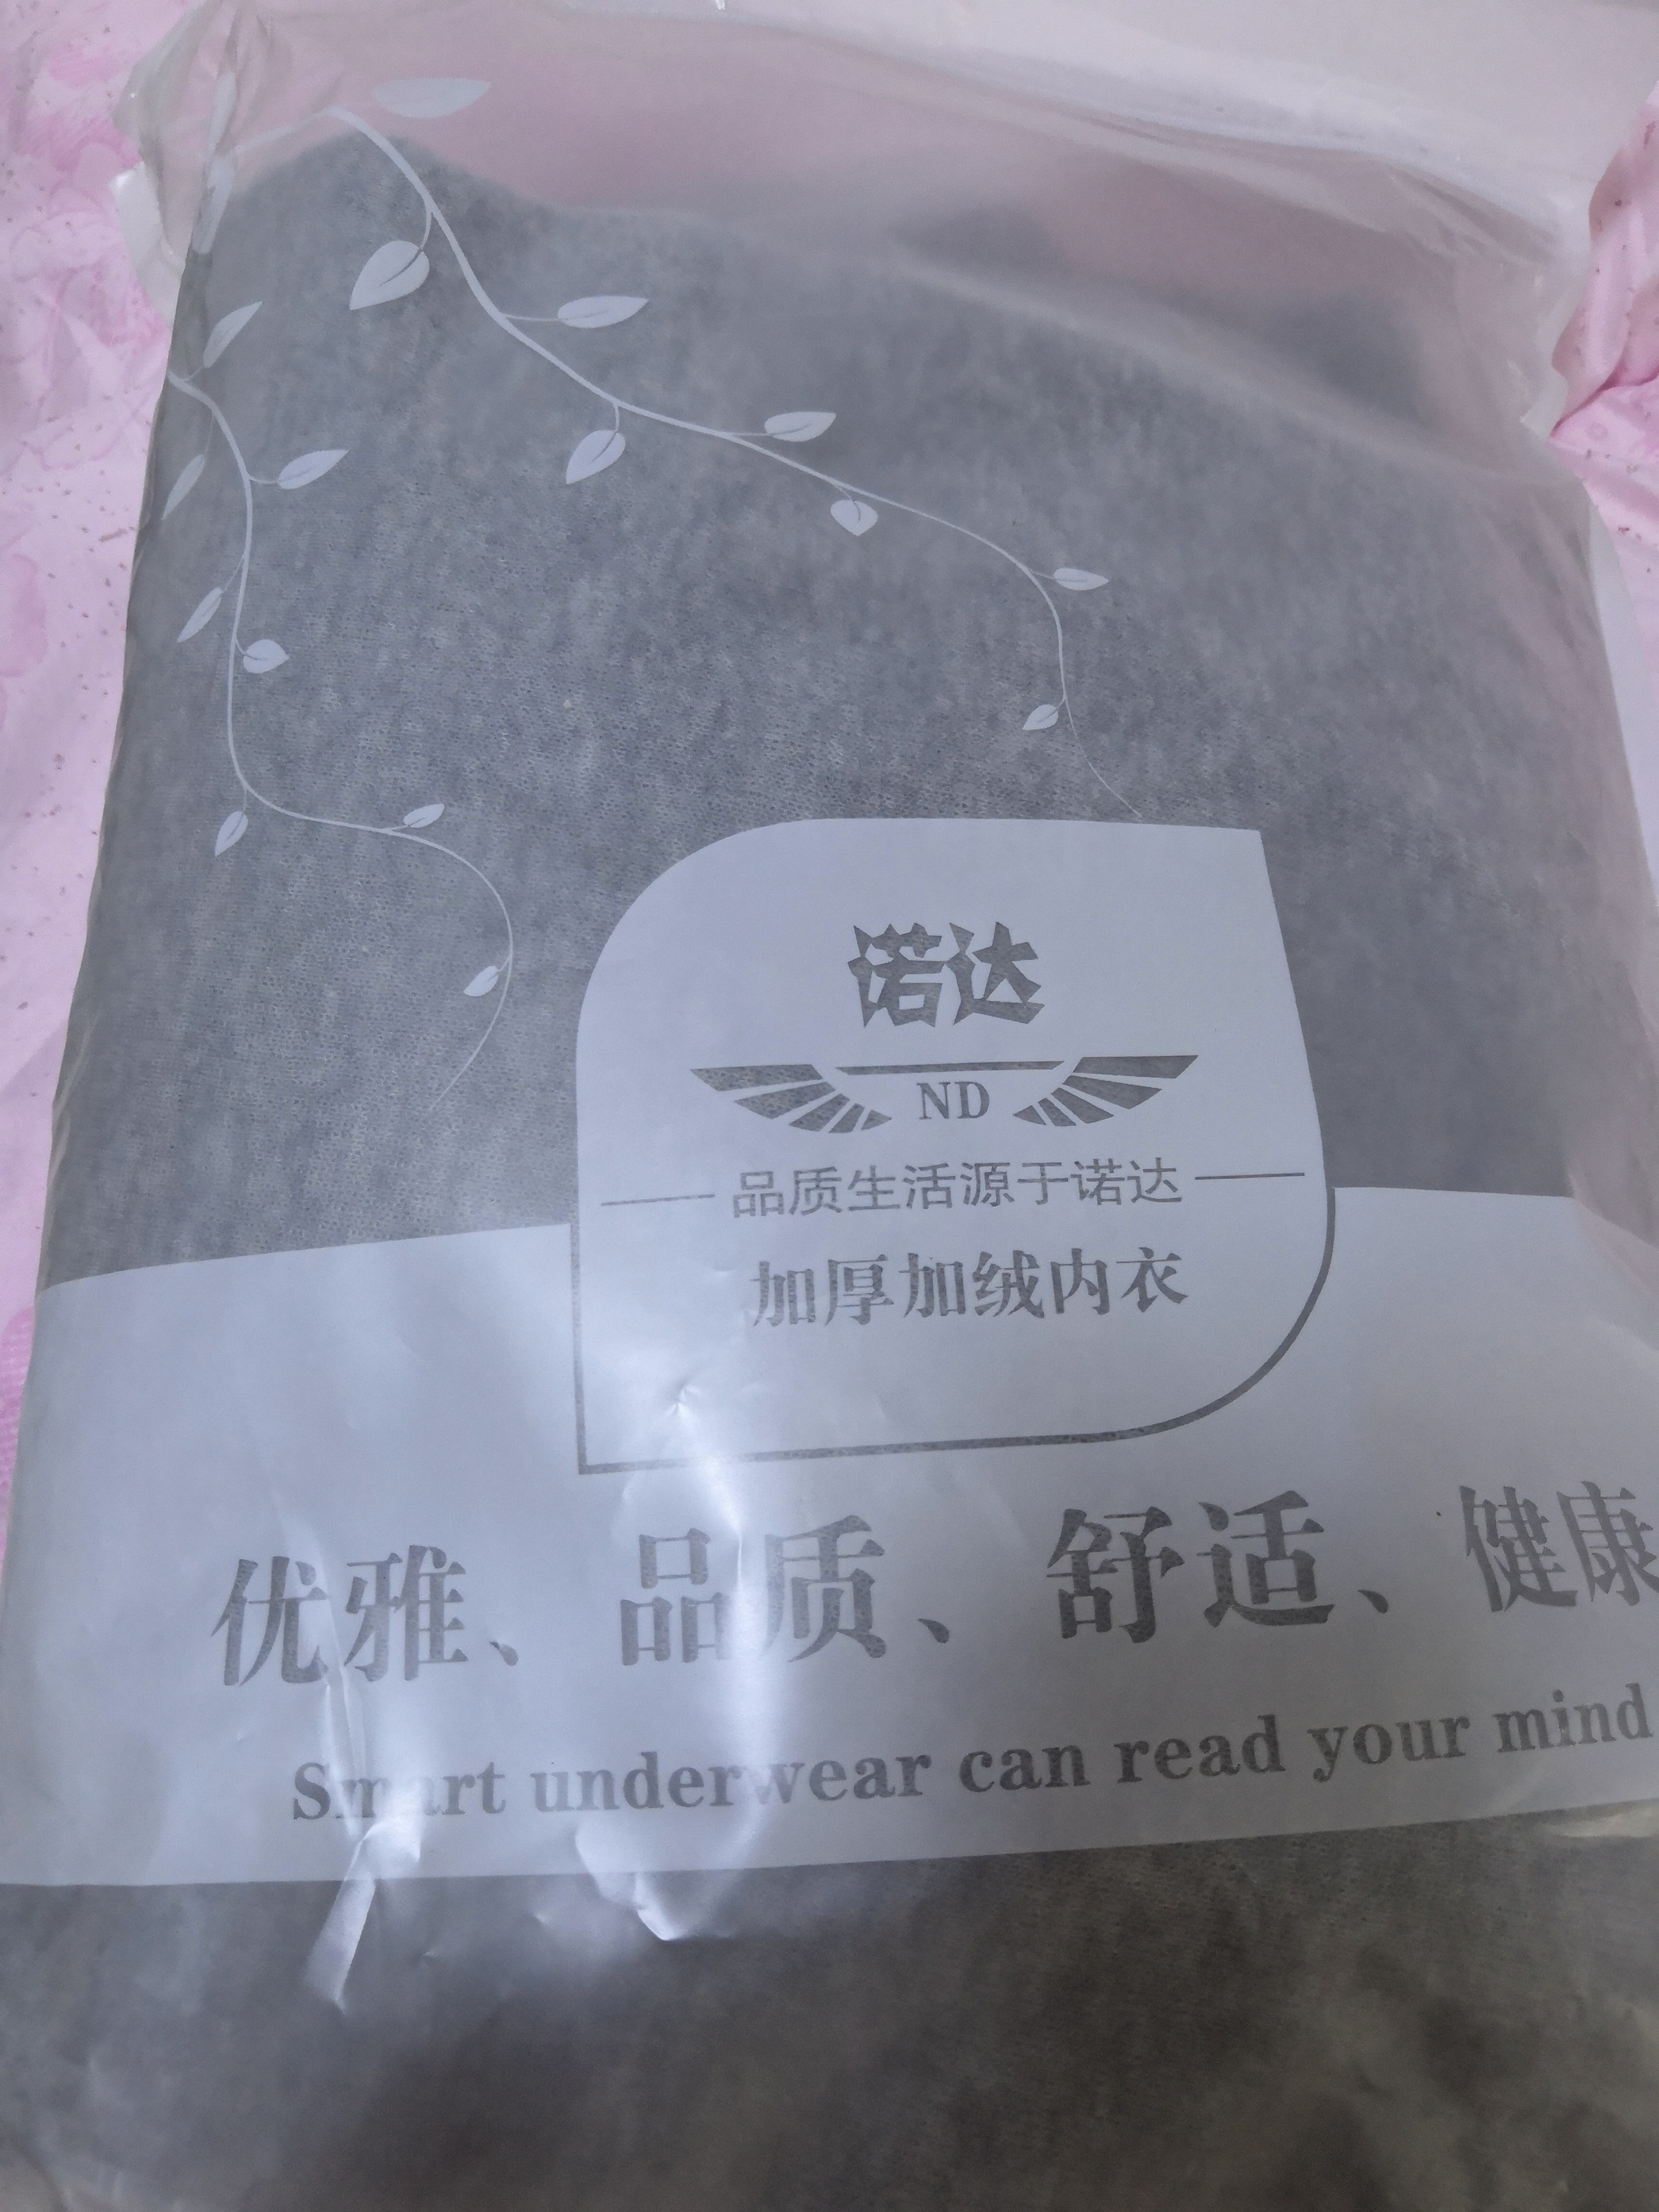 诺达
ND
品质生活源于诺达
加厚加绒内衣
优雅、品质、舒适、健康
Smart underwear can read your mind